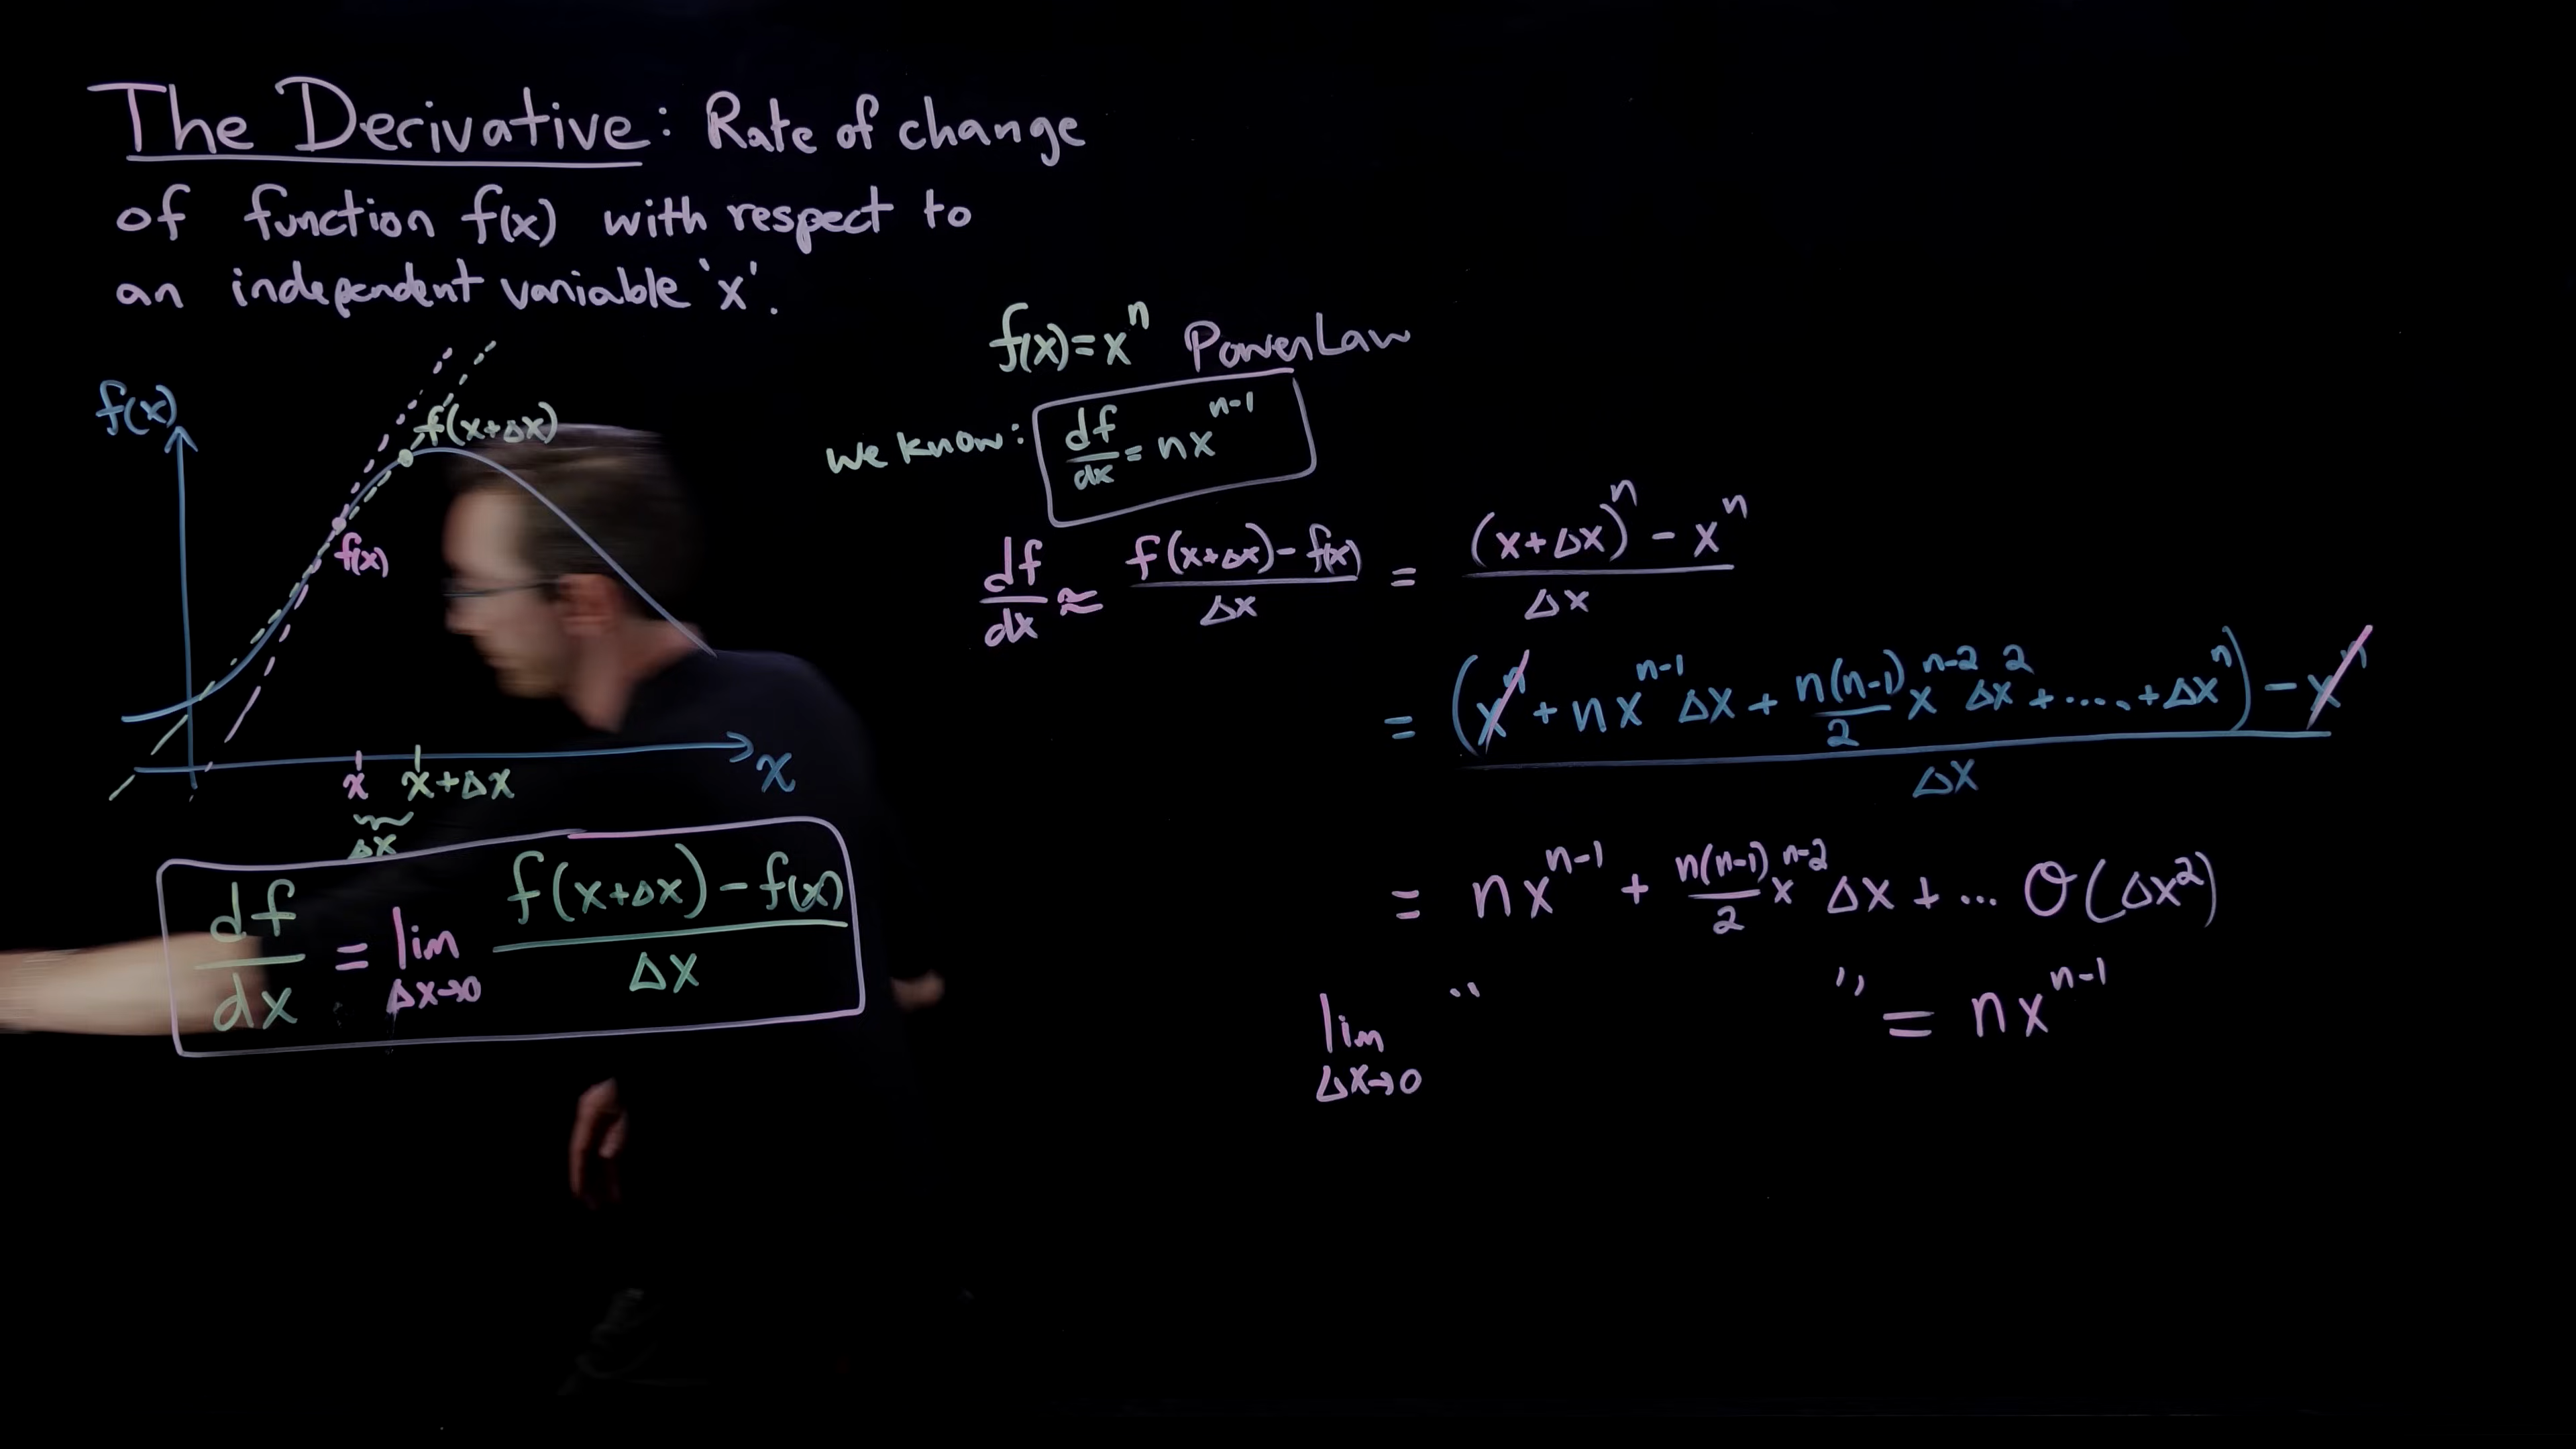 The Derivative: Rate of change
of function f(x) with respect to
an independent variable 'x'.
f(x)
f(x+Δx)
f(x)
x
x+Δx
x
Δx
df/dx = lim Δx→0 (f(x+Δx) - f(x))/Δx
f(x) = x^n Power Law
we know: df/dx = nx^(n-1)
df/dx ≈ (f(x+Δx) - f(x))/Δx = ((x+Δx)^n - x^n)/Δx
= ((x^n + nx^(n-1) Δx + n(n-1)/2 x^(n-2) Δx^2 + ..... + Δx^n) - x^n)/Δx
= nx^(n-1) + n(n-1)/2 x^(n-2) Δx + ... O(Δx^2)
lim Δx→0 " " = nx^(n-1)